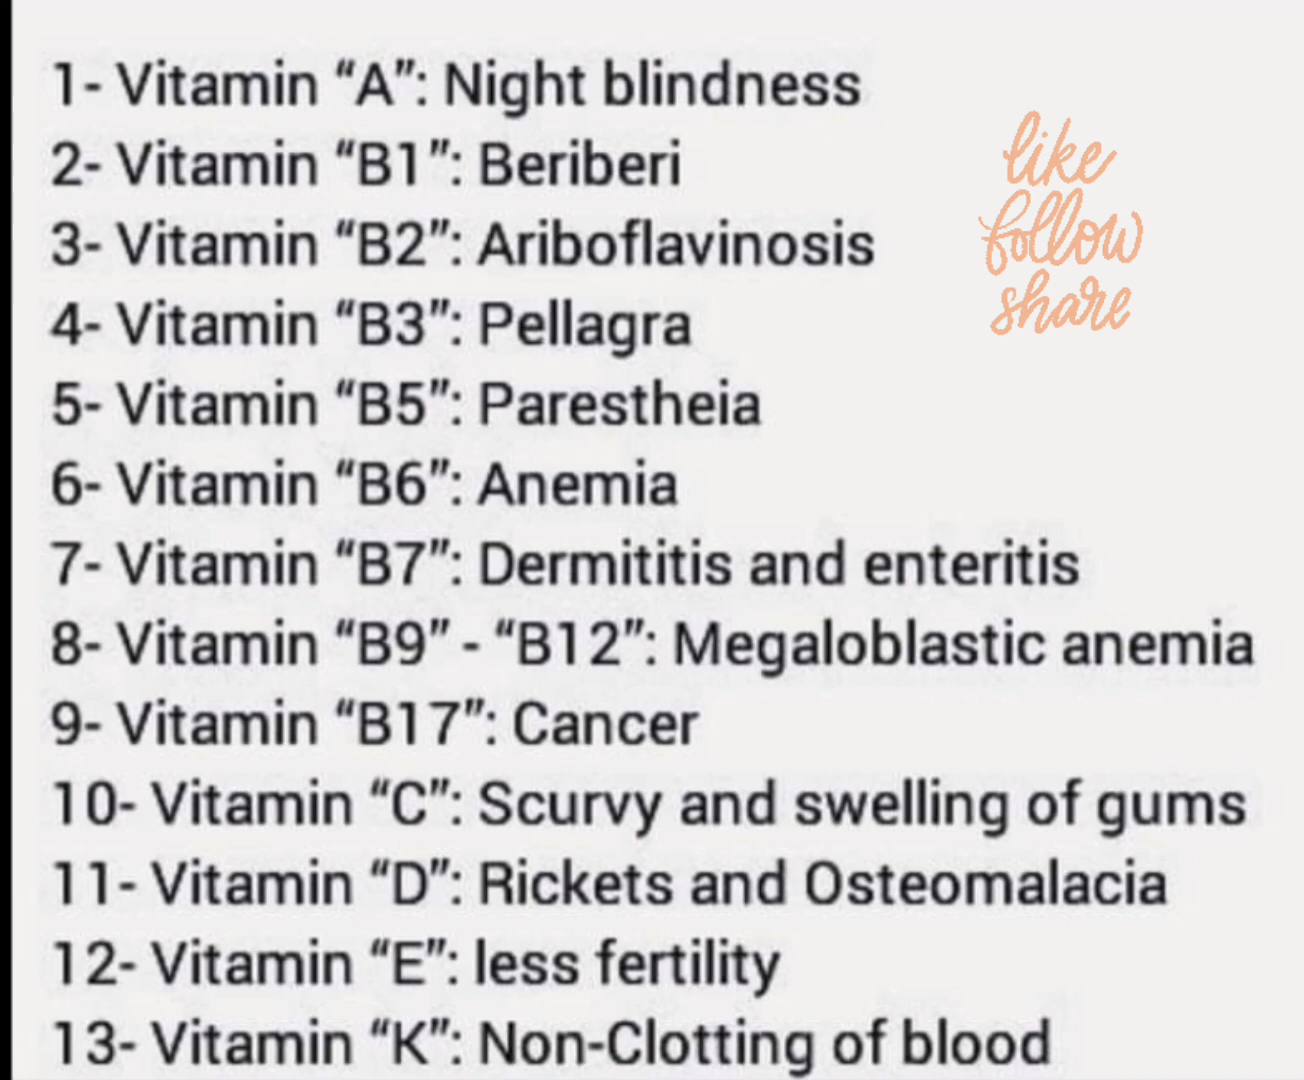 1- Vitamin “A”: Night blindness
2- Vitamin “B1”: Beriberi
3- Vitamin “B2”: Ariboflavinosis
4- Vitamin “B3”: Pellagra
5- Vitamin “B5”: Parestheia
6- Vitamin “B6”: Anemia
7- Vitamin “B7”: Dermititis and enteritis
8- Vitamin “B9” - “B12”: Megaloblastic anemia
9- Vitamin “B17”: Cancer
10- Vitamin “C”: Scurvy and swelling of gums
11- Vitamin “D”: Rickets and Osteomalacia
12- Vitamin “E”: less fertility
13- Vitamin “K”: Non-Clotting of blood
like
follow
share